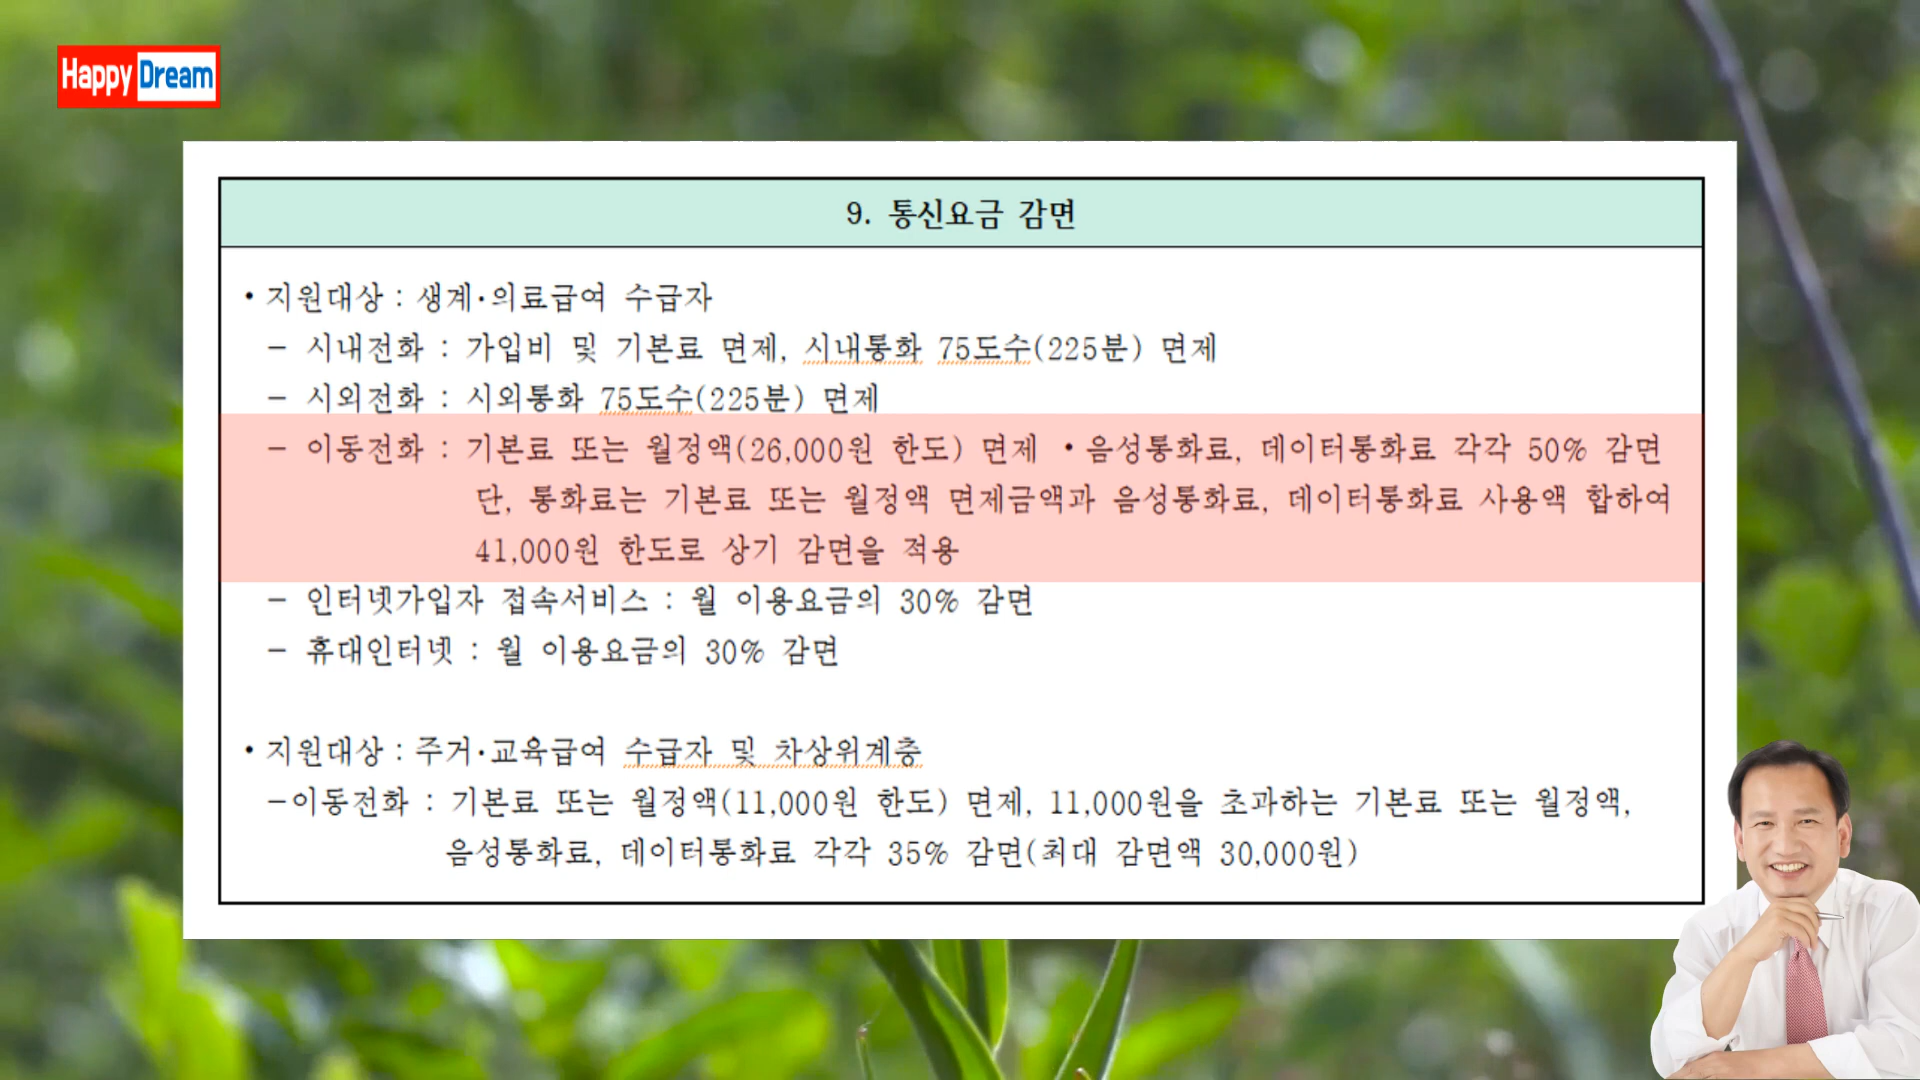 Happy Dream
9. 통신요금 감면
• 지원대상 : 생계·의료급여 수급자
- 시내전화 : 가입비 및 기본료 면제, 시내통화 75도수(225분) 면제
- 시외전화 : 시외통화 75도수(225분) 면제
- 이동전화 : 기본료 또는 월정액(26,000원 한도) 면제 • 음성통화료, 데이터통화료 각각 50% 감면
단, 통화료는 기본료 또는 월정액 면제금액과 음성통화료, 데이터통화료 사용액 합하여
41,000원 한도로 상기 감면을 적용
- 인터넷가입자 접속서비스 : 월 이용요금의 30% 감면
- 휴대인터넷 : 월 이용요금의 30% 감면
• 지원대상 : 주거·교육급여 수급자 및 차상위계층
-이동전화 : 기본료 또는 월정액(11,000원 한도) 면제, 11,000원을 초과하는 기본료 또는 월정액,
음성통화료, 데이터통화료 각각 35% 감면(최대 감면액 30,000원)